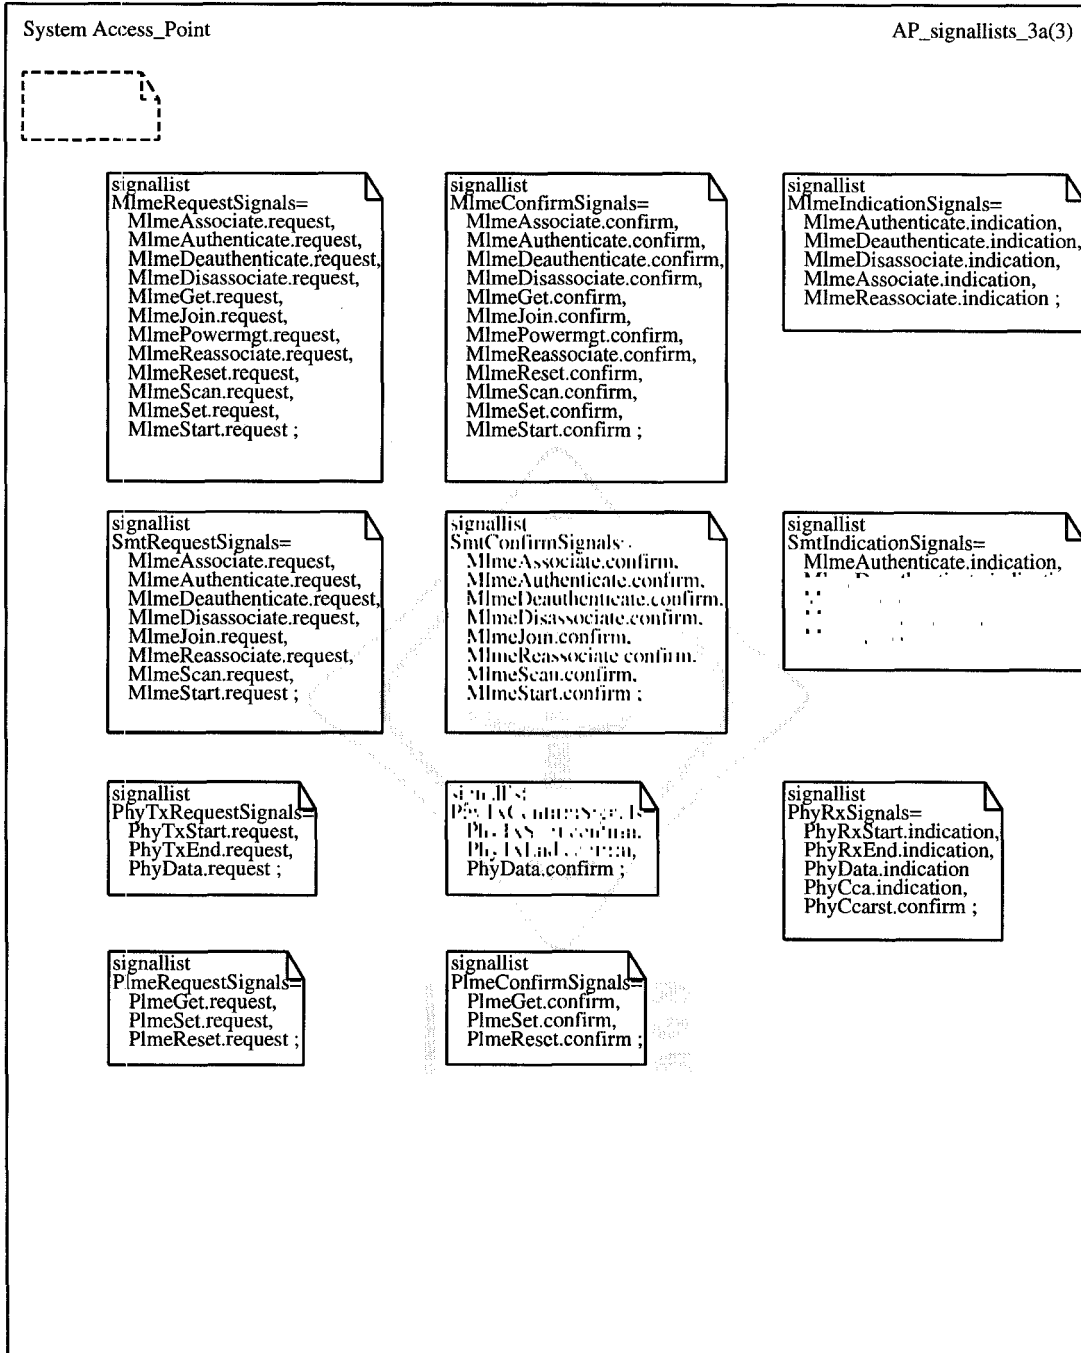 System Access_Point
AP_signallists_3a(3)
signallist
MlmeRequestSignals=
MlmeAssociate.request,
MlmeAuthenticate.request,
MlmeDeauthenticate.request,
MlmeDisassociate.request,
MlmeGet.request,
MlmeJoin.request,
MlmePowermgt.request,
MlmeReassociate.request,
MlmeReset.request,
MlmeScan.request,
MlmeSet.request,
MlmeStart.request ;
signallist
MlmeConfirmSignals=
MlmeAssociate.confirm,
MlmeAuthenticate.confirm,
MlmeDeauthenticate.confirm,
MlmeDisassociate.confirm,
MlmeGet.confirm,
MlmeJoin.confirm,
MlmePowermgt.confirm,
MlmeReassociate.confirm,
MlmeReset.confirm,
MlmeScan.confirm,
MlmeSet.confirm,
MlmeStart.confirm ;
signallist
MlmeIndicationSignals=
MlmeAuthenticate.indication,
MlmeDeauthenticate.indication,
MlmeDisassociate.indication,
MlmeAssociate.indication,
MlmeReassociate.indication ;
signallist
SmtRequestSignals=
MlmeAssociate.request,
MlmeAuthenticate.request,
MlmeDeauthenticate.request,
MlmeDisassociate.request,
MlmeJoin.request,
MlmeReassociate.request,
MlmeScan.request,
MlmeStart.request ;
signallist
SmtConfirmSignals=
MlmeAssociate.confirm,
MlmeAuthenticate.confirm,
MlmeDeauthenticate.confirm,
MlmeDisassociate.confirm,
MlmeJoin.confirm,
MlmeReassociate.confirm,
MlmeScan.confirm,
MlmeStart.confirm ;
signallist
SmtIndicationSignals=
MlmeAuthenticate.indication,
signallist
PhyTxRequestSignals=
PhyTxStart.request,
PhyTxEnd.request,
PhyData.request ;
signallist
PhyTxConfirmSignals=
PhyTxStart.confirm,
PhyTxEnd.confirm,
PhyData.confirm ;
signallist
PhyRxSignals=
PhyRxStart.indication,
PhyRxEnd.indication,
PhyData.indication
PhyCca.indication,
PhyCcarst.confirm ;
signallist
PlmeRequestSignals=
PlmeGet.request,
PlmeSet.request,
PlmeReset.request ;
signallist
PlmeConfirmSignals=
PlmeGet.confirm,
PlmeSet.confirm,
PlmeReset.confirm ;